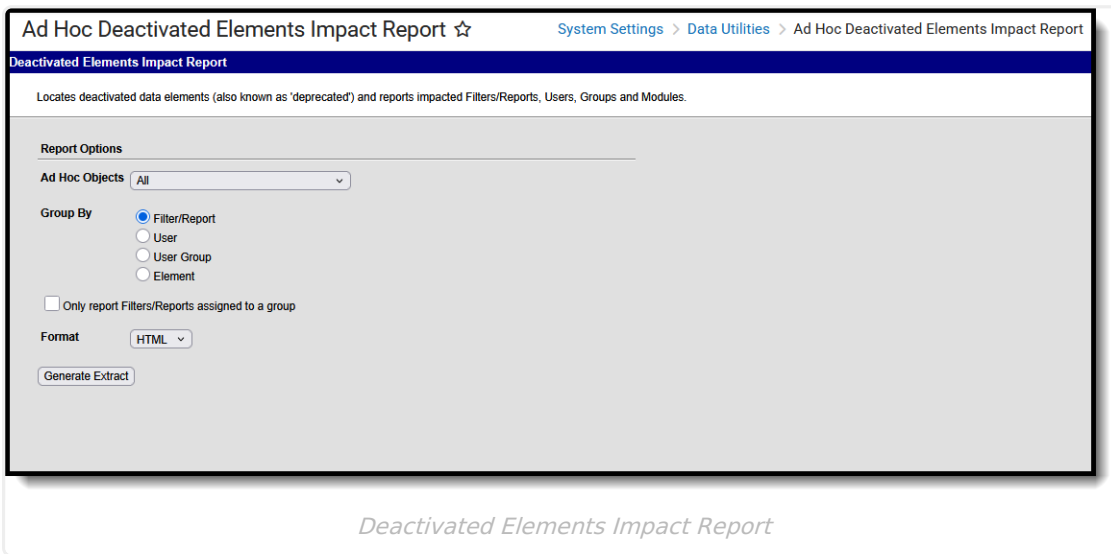 Ad Hoc Deactivated Elements Impact Report ☆ System Settings > Data Utilities > Ad Hoc Deactivated Elements Impact Report
Deactivated Elements Impact Report
Locates deactivated data elements (also known as 'deprecated') and reports impacted Filters/Reports, Users, Groups and Modules.
Report Options
Ad Hoc Objects All
Group By Filter/Report
User
User Group
Element
Only report Filters/Reports assigned to a group
Format HTML
Generate Extract
Deactivated Elements Impact Report